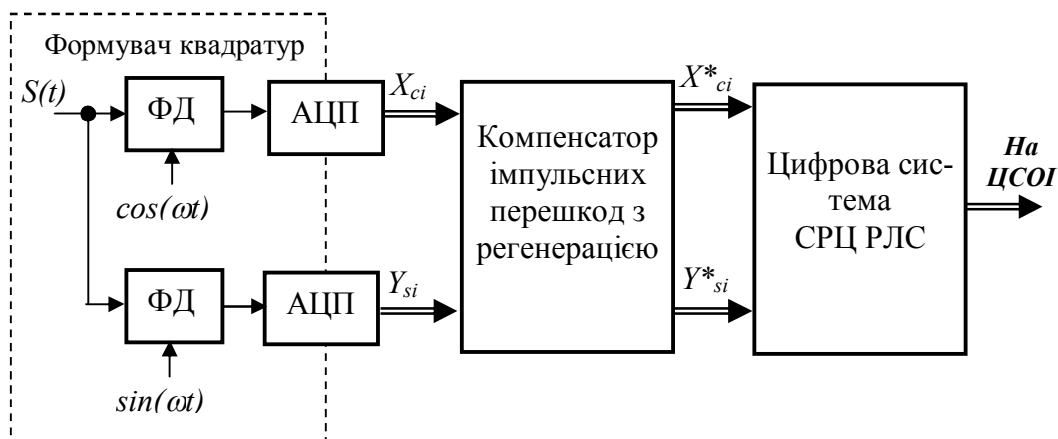 Формувач квадратур
S(t)
ФД
АЦП
X_ci
cos(ωt)
ФД
АЦП
Y_si
sin(ωt)
Компенсатор
імпульсних
перешкод з
регенерацією
X*_ci
Y*_si
Цифрова сис-
тема
СРЦ РЛС
На
ЦСОІ